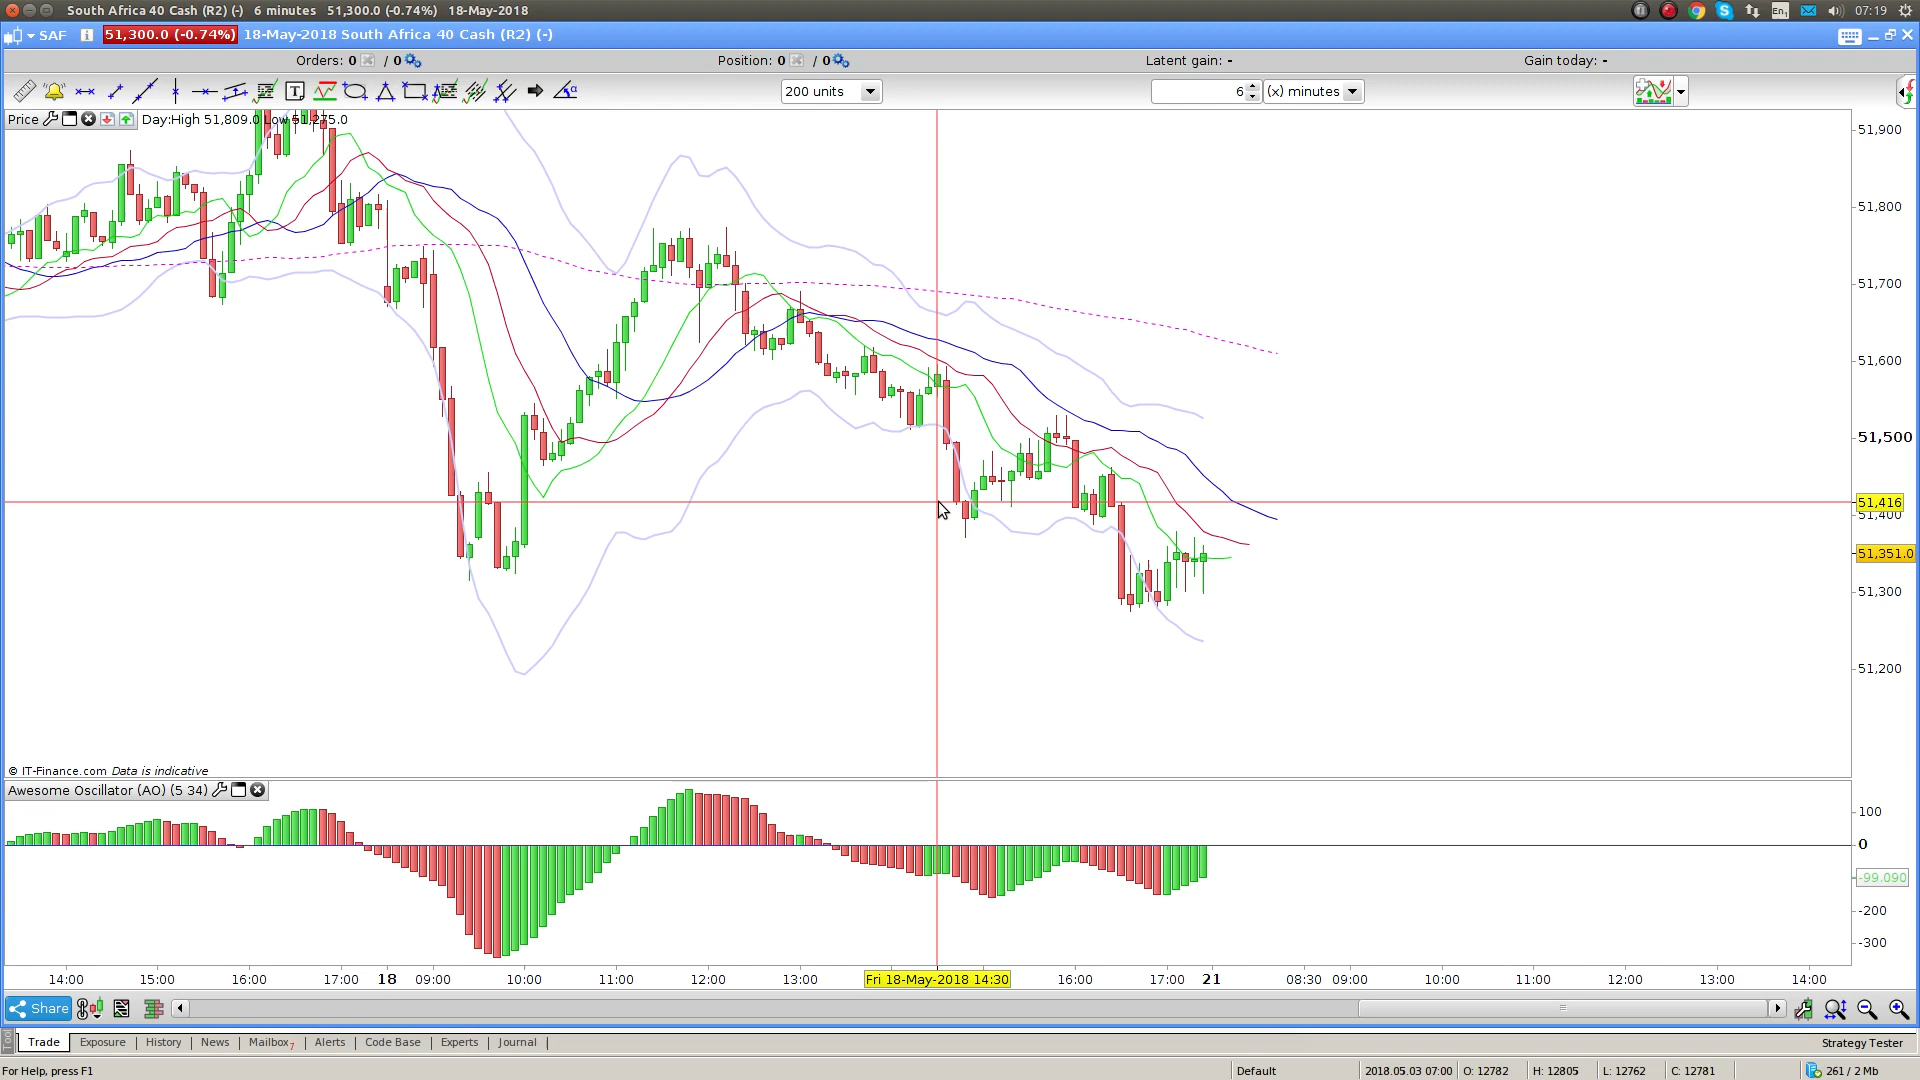 South Africa 40 Cash (R2) (-)   6 minutes   51,300.0 (-0.74%)   18-May-2018
En1
07:19
SAF
51,300.0 (-0.74%)
18-May-2018 South Africa 40 Cash (R2) (-)
Orders: 0 / 0
Position: 0 / 0
Latent gain: -
Gain today: -
200 units
6
(x) minutes
Price
Day:High 51,809.0 Low 51,275.0
51,900
51,800
51,700
51,600
51,500
51,416
51,400
51,351.0
51,300
51,200
© IT-Finance.com Data is indicative
Awesome Oscillator (AO) (5 34)
100
0
-99.090
-200
-300
14:00 15:00 16:00 17:00 18 09:00 10:00 11:00 12:00 13:00 Fri 18-May-2018 14:30 16:00 17:00 21 08:30 09:00 10:00 11:00 12:00 13:00 14:00
Share
Trade Exposure History News Mailbox7 Alerts Code Base Experts Journal
Strategy Tester
For Help, press F1
Default
2018.05.03 07:00
O: 12782
H: 12805
L: 12762
C: 12781
261 / 2 Mb